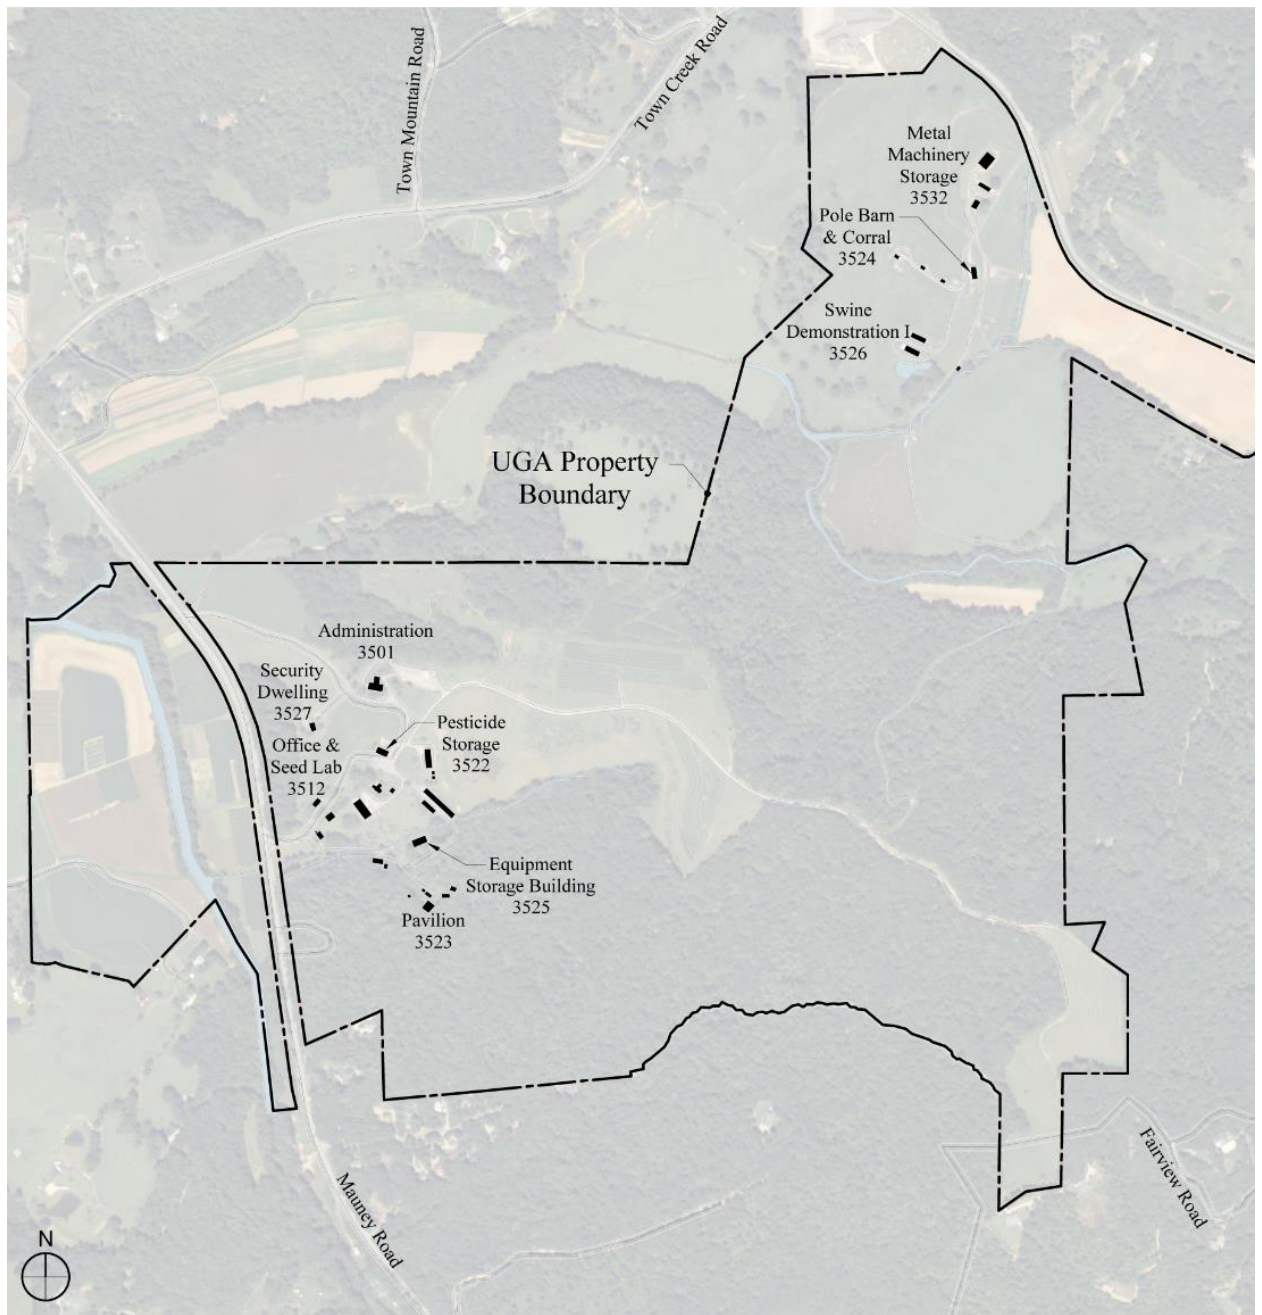 Town Mountain Road
Town Creek Road
Metal
Machinery
Storage
3532
Pole Barn
& Corral
3524
Swine
Demonstration I
3526
UGA Property
Boundary
Administration
3501
Security
Dwelling
3527
Pesticide
Storage
3522
Office &
Seed Lab
3512
Equipment
Storage Building
3525
Pavilion
3523
Mauney Road
Fairview Road
N